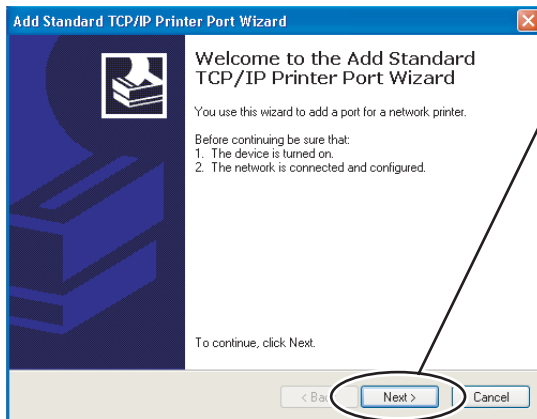 Add Standard TCP/IP Printer Port Wizard
Welcome to the Add Standard
TCP/IP Printer Port Wizard
You use this wizard to add a port for a network printer.
Before continuing be sure that:
1. The device is turned on.
2. The network is connected and configured.
To continue, click Next.
< Ba
Next >
Cancel